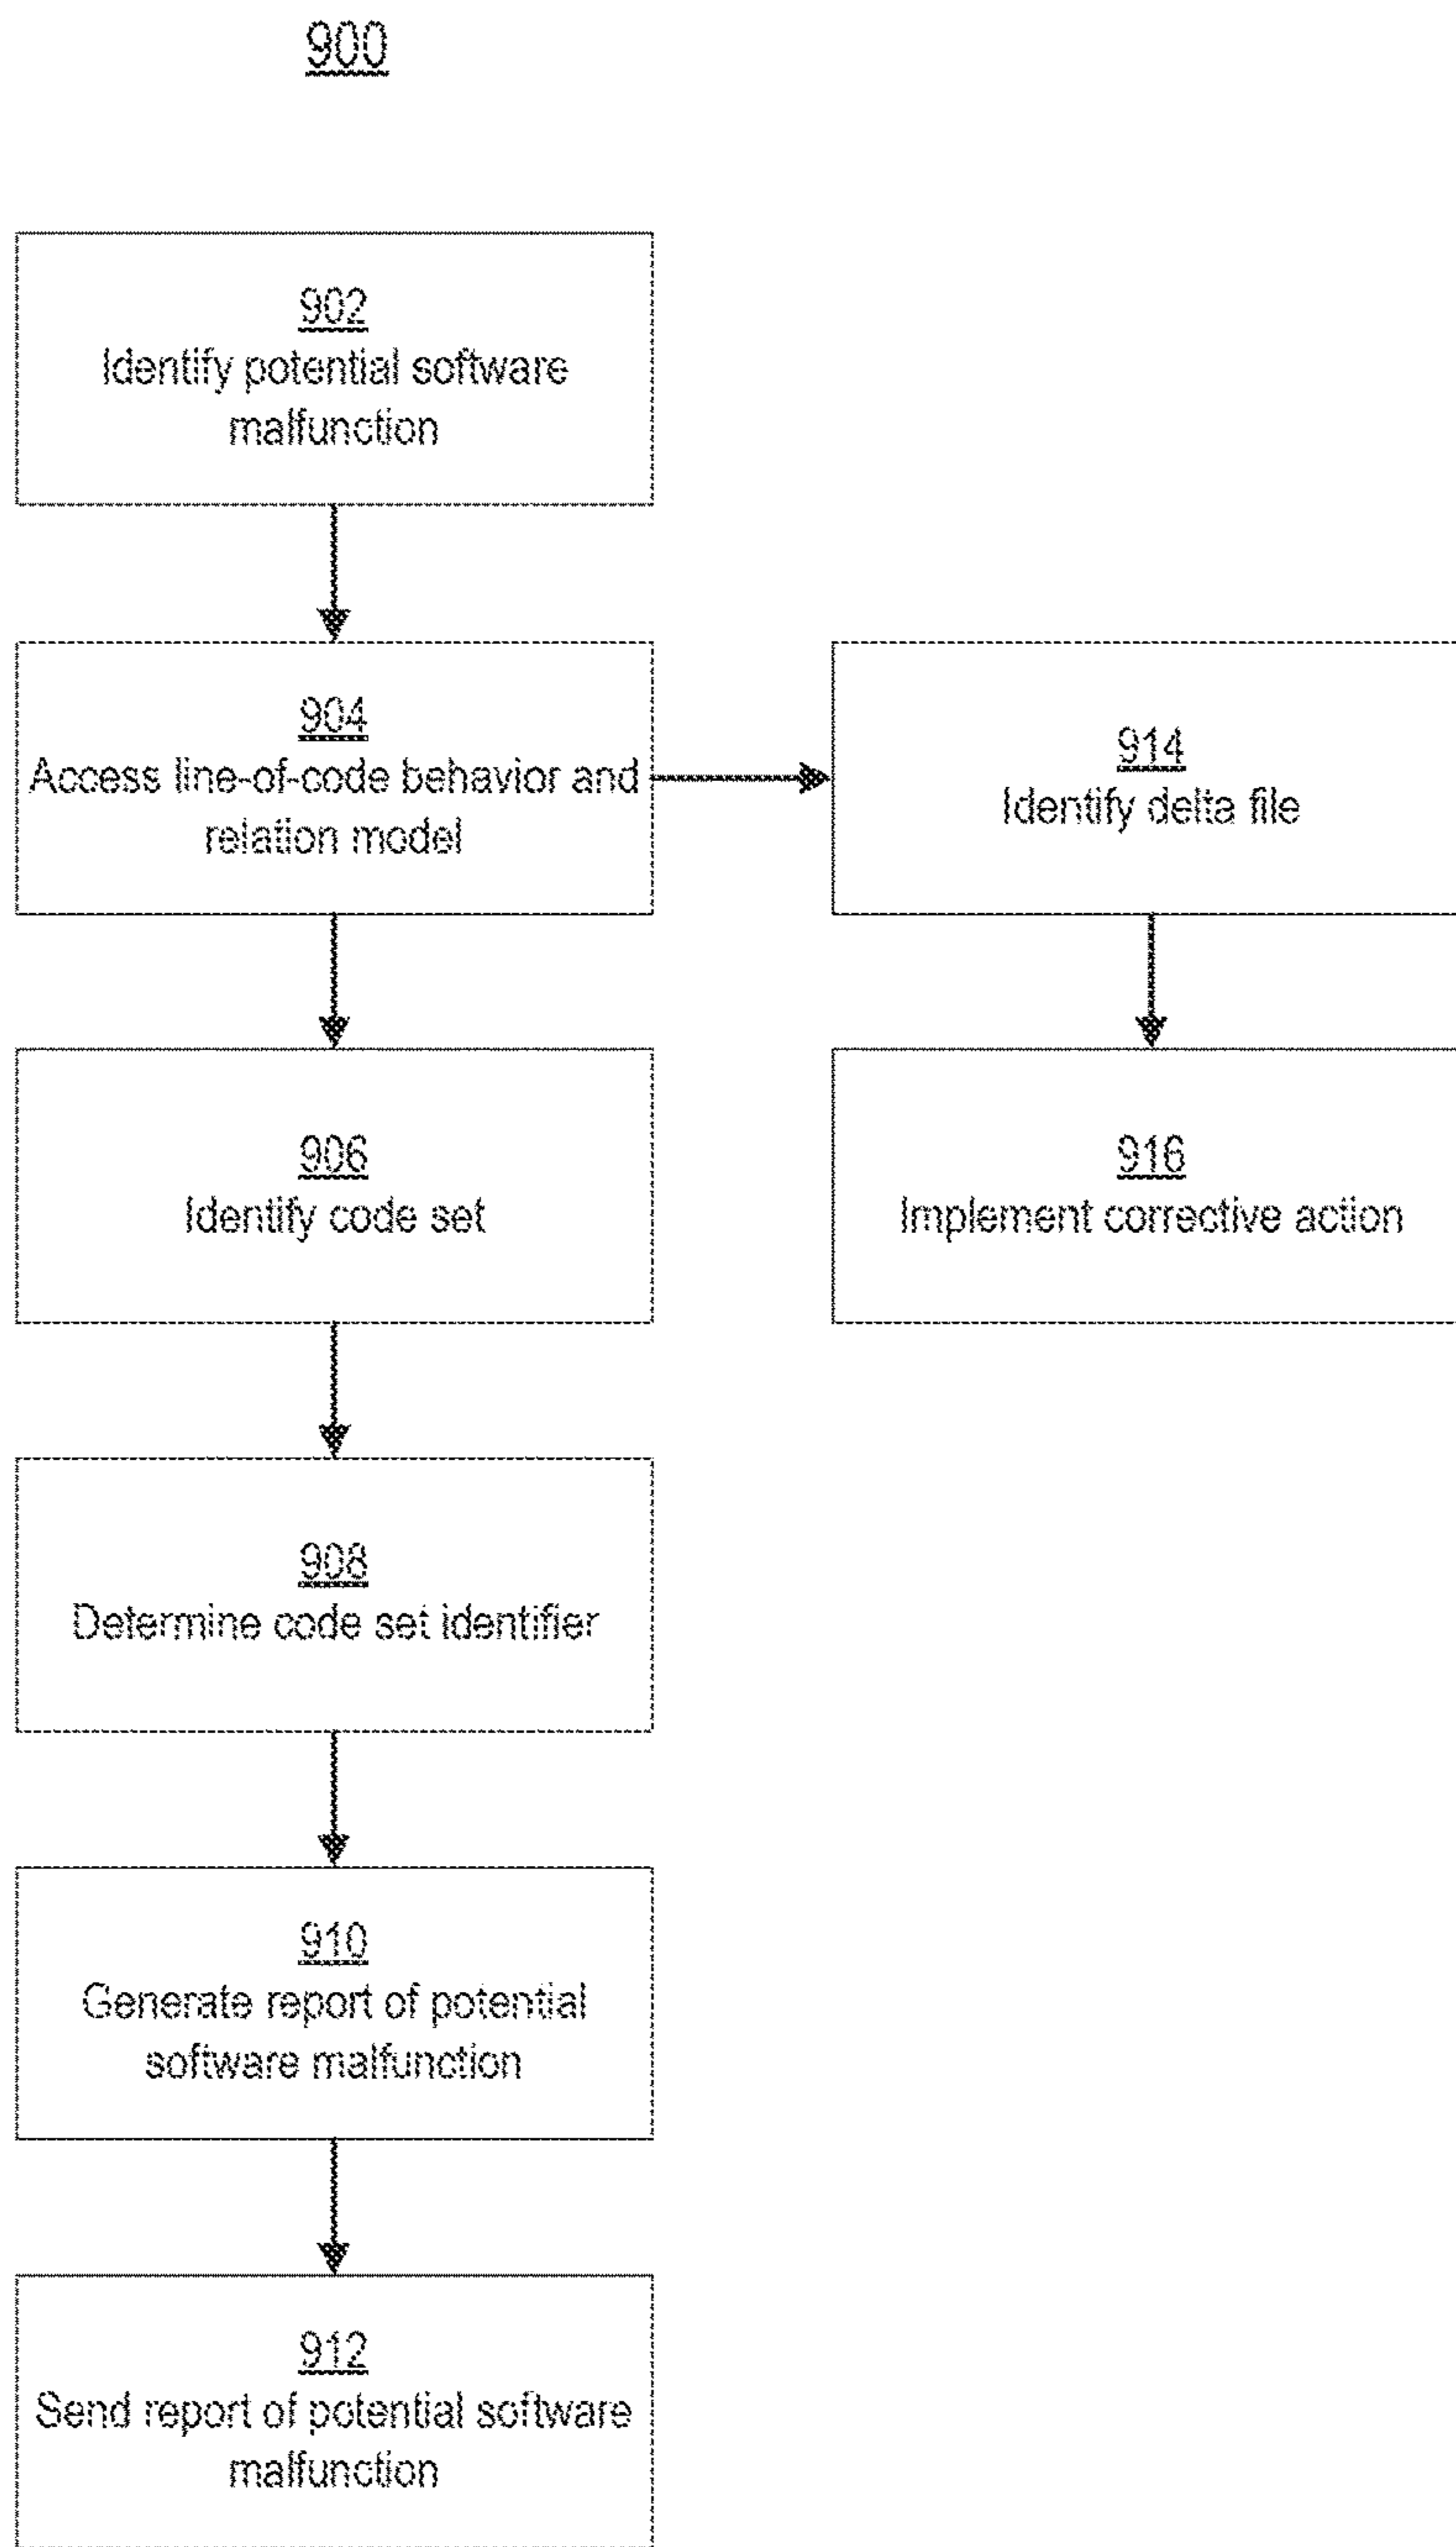 900
902
Identify potential software
malfunction
904
Access line-of-code behavior and
relation model
914
Identify delta file
906
Identify code set
916
Implement corrective action
908
Determine code set identifier
910
Generate report of potential
software malfunction
912
Send report of potential software
malfunction